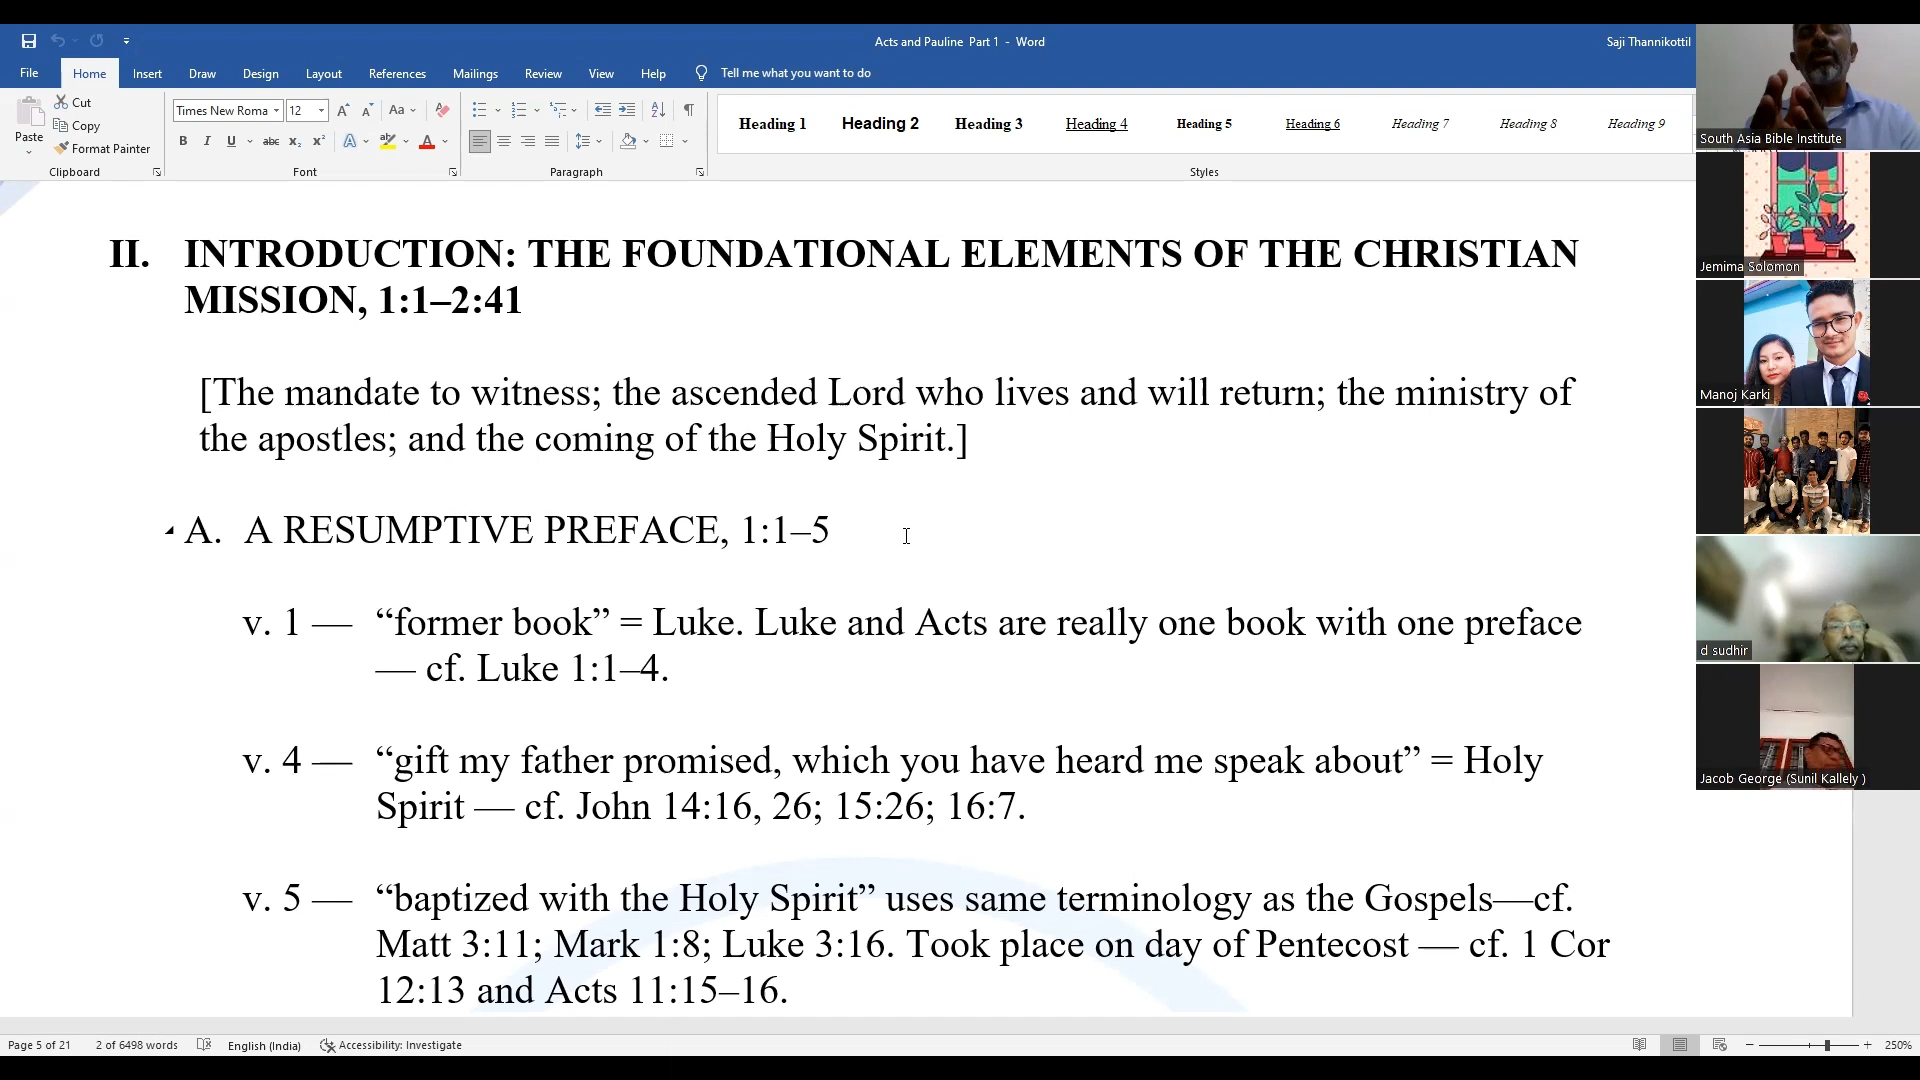 Acts and Pauline Part 1 - Word
Saji Thannikottil
File Home Insert Draw Design Layout References Mailings Review View Help Tell me what you want to do
Paste
Cut
Copy
Format Painter
Clipboard
Times New Roma 12
Font
Paragraph
Heading 1 Heading 2 Heading 3 Heading 4 Heading 5 Heading 6 Heading 7 Heading 8 Heading 9
Styles
II. INTRODUCTION: THE FOUNDATIONAL ELEMENTS OF THE CHRISTIAN
MISSION, 1:1–2:41
[The mandate to witness; the ascended Lord who lives and will return; the ministry of
the apostles; and the coming of the Holy Spirit.]
A. A RESUMPTIVE PREFACE, 1:1–5
v. 1 — “former book” = Luke. Luke and Acts are really one book with one preface
— cf. Luke 1:1–4.
v. 4 — “gift my father promised, which you have heard me speak about” = Holy
Spirit — cf. John 14:16, 26; 15:26; 16:7.
v. 5 — “baptized with the Holy Spirit” uses same terminology as the Gospels—cf.
Matt 3:11; Mark 1:8; Luke 3:16. Took place on day of Pentecost — cf. 1 Cor
12:13 and Acts 11:15–16.
South Asia Bible Institute
Jemima Solomon
Manoj Karki
d sudhir
Jacob George (Sunil Kallely )
Page 5 of 21 2 of 6498 words English (India) Accessibility: Investigate 250%